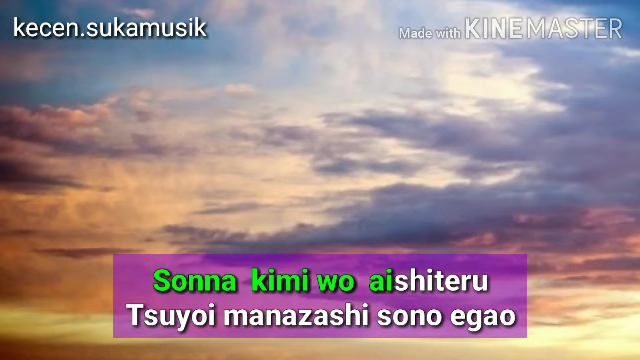 kecen.sukamusik
Made with KINEMASTER
Sonna kimi wo aishiteru
Tsuyoi manazashi sono egao